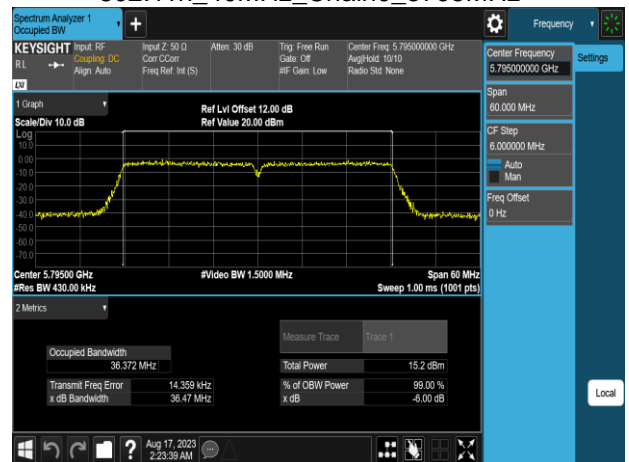 Spectrum Analyzer 1
Occupied BW
Frequency
KEYSIGHT
Input: RF
Input Z: 50 Ω
Atten: 30 dB
Trig: Free Run
Center Freq: 5.795000000 GHz
RL
Coupling: DC
Corr CCorr
Gate: Off
Avg|Hold: 10/10
Align: Auto
Freq Ref: Int (S)
#IF Gain: Low
Radio Std: None
LXI
Center Frequency
5.795000000 GHz
Settings
Span
60.000 MHz
CF Step
6.000000 MHz
Auto
Man
Freq Offset
0 Hz
1 Graph
Ref Lvl Offset 12.00 dB
Scale/Div 10.0 dB
Ref Value 20.00 dBm
Log
10.0
0.00
-10.0
-20.0
-30.0
-40.0
-50.0
-60.0
-70.0
Center 5.79500 GHz
#Video BW 1.5000 MHz
Span 60 MHz
#Res BW 430.00 kHz
Sweep 1.00 ms (1001 pts)
2 Metrics
Measure Trace
Trace 1
Occupied Bandwidth
36.372 MHz
Total Power
15.2 dBm
Transmit Freq Error
14.359 kHz
% of OBW Power
99.00 %
x dB Bandwidth
36.47 MHz
x dB
-6.00 dB
Local
Aug 17, 2023
2:23:39 AM